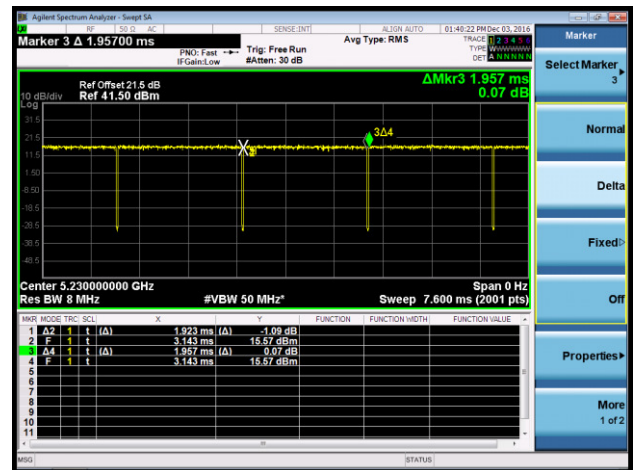 Agilent Spectrum Analyzer - Swept SA
RF 50 Ω AC SENSE:INT ALIGN AUTO 01:40:22 PM Dec 03, 2016
Marker 3 Δ 1.95700 ms
PNO: Fast
IFGain:Low
Trig: Free Run
#Atten: 30 dB
Avg Type: RMS
TRACE 1 2 3 4 5 6
TYPE WWWWWW
DET A N N N N N
Ref Offset 21.5 dB
10 dB/div Ref 41.50 dBm
Log
ΔMkr3 1.957 ms
0.07 dB
31.5
21.5
11.5
1.50
-8.50
-18.5
-28.5
-38.5
-48.5
3Δ4
Center 5.230000000 GHz Span 0 Hz
Res BW 8 MHz #VBW 50 MHz* Sweep 7.600 ms (2001 pts)
MKR MODE TRC SCL X Y FUNCTION FUNCTION WIDTH FUNCTION VALUE
1 Δ2 1 t (Δ) 1.923 ms (Δ) -1.09 dB
2 F 1 t 3.143 ms 15.57 dBm
3 Δ4 1 t (Δ) 1.957 ms (Δ) 0.07 dB
4 F 1 t 3.143 ms 15.57 dBm
5
6
7
8
9
10
11
MSG STATUS
Marker
Select Marker
3
Normal
Delta
Fixed
Off
Properties
More
1 of 2